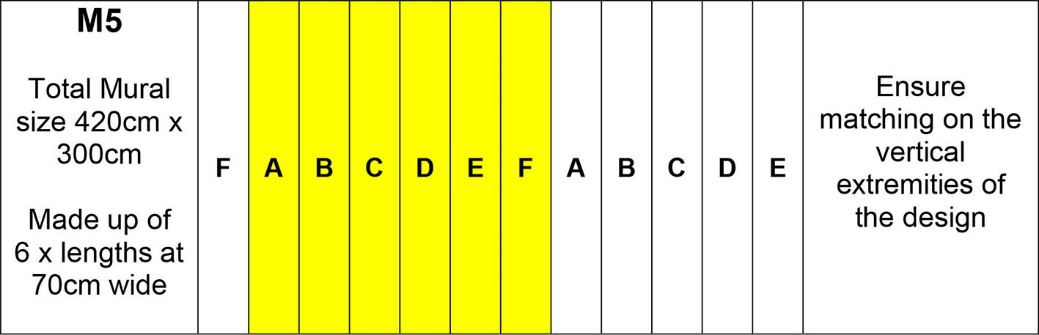 M5
Total Mural
size 420cm x
300cm
Made up of
6 x lengths at
70cm wide
F A B C D E F A B C D E
Ensure
matching on the
vertical
extremities of
the design